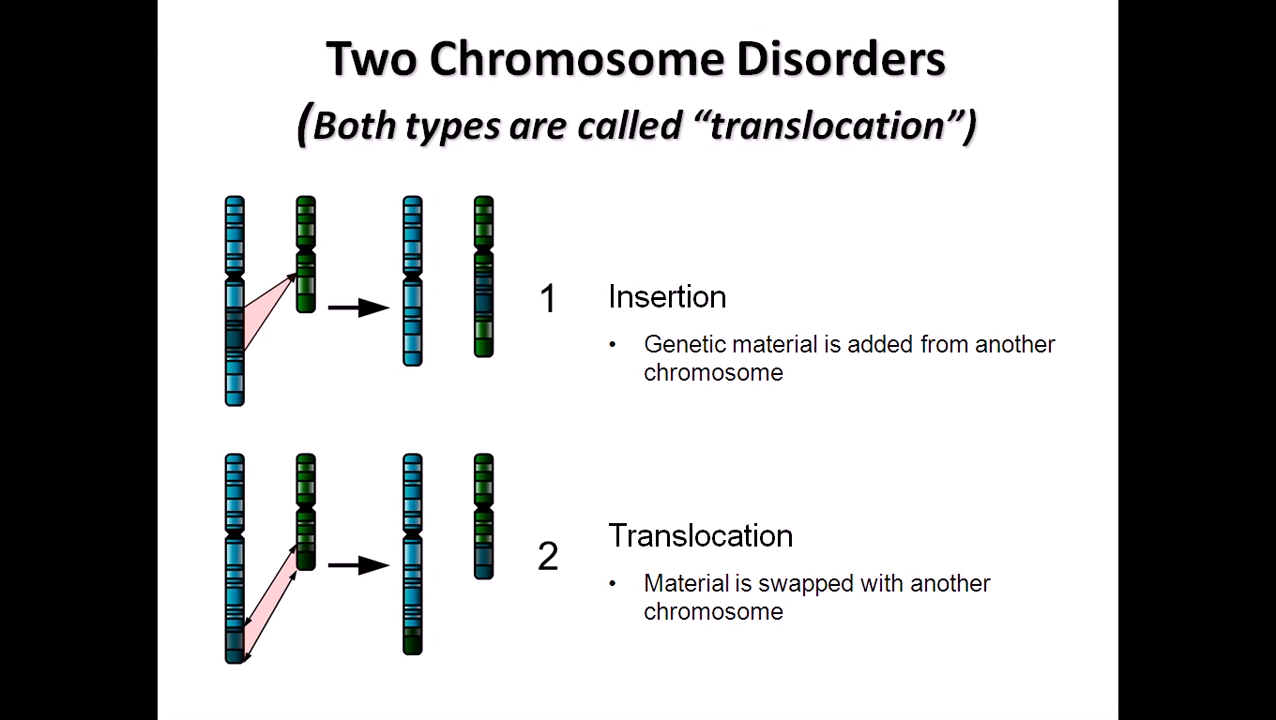 Two Chromosome Disorders
(Both types are called “translocation”)
1 Insertion
• Genetic material is added from another
chromosome
2 Translocation
• Material is swapped with another
chromosome